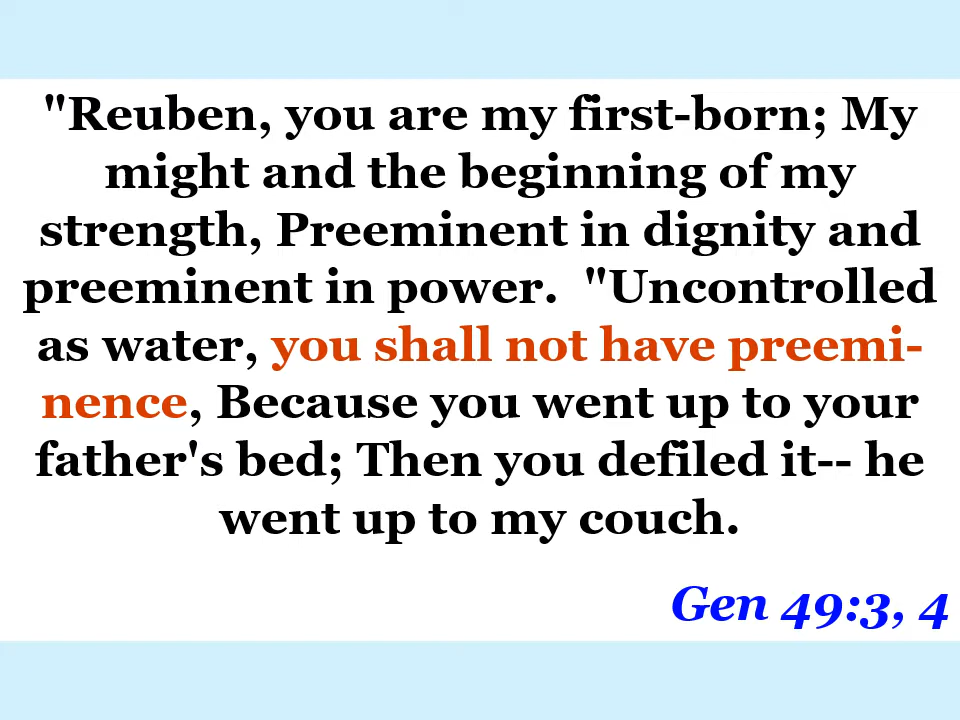 "Reuben, you are my first-born; My
might and the beginning of my
strength, Preeminent in dignity and
preeminent in power.  "Uncontrolled
as water, you shall not have preemi-
nence, Because you went up to your
father's bed; Then you defiled it-- he
went up to my couch.
Gen 49:3, 4